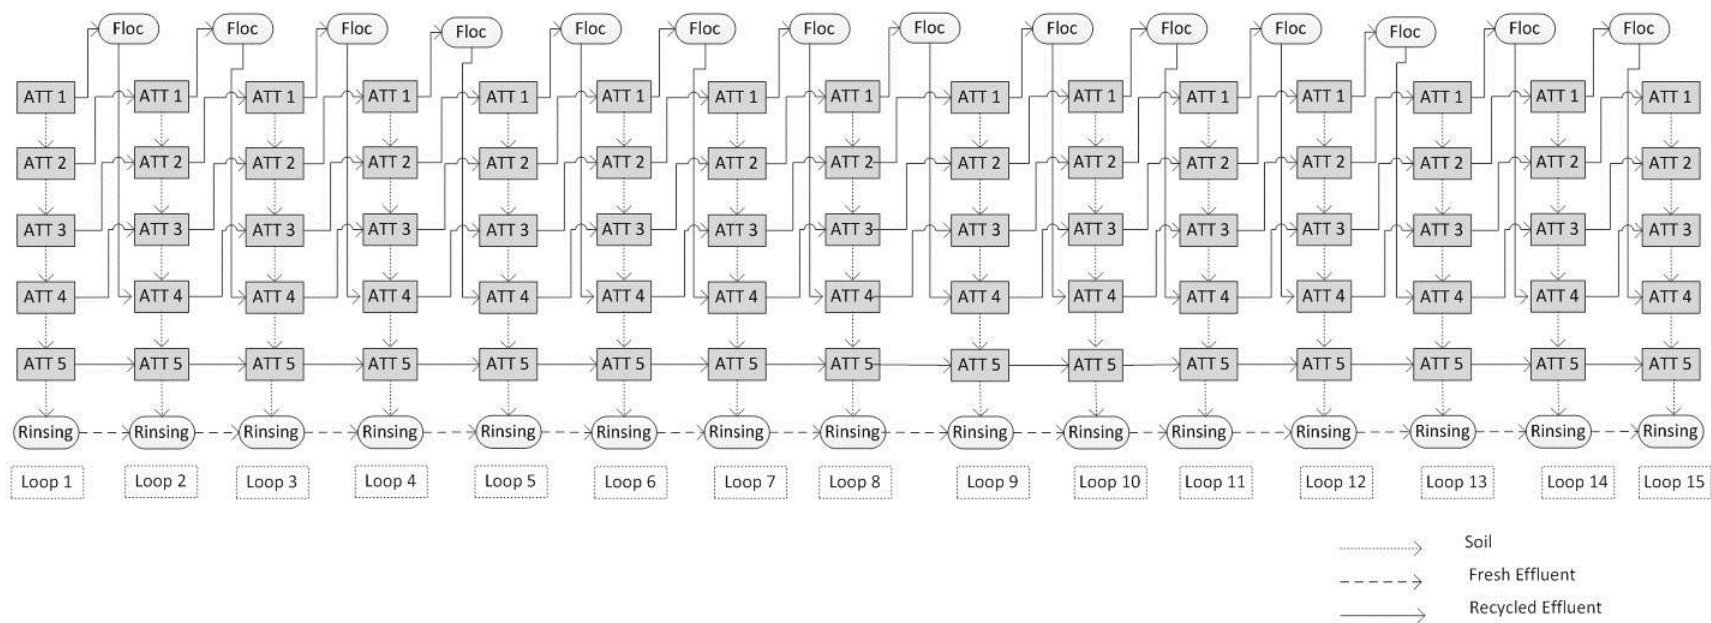 Floc Floc Floc Floc Floc Floc Floc Floc Floc Floc Floc Floc Floc Floc
ATT 1 ATT 1 ATT 1 ATT 1 ATT 1 ATT 1 ATT 1 ATT 1 ATT 1 ATT 1 ATT 1 ATT 1 ATT 1 ATT 1 ATT 1
ATT 2 ATT 2 ATT 2 ATT 2 ATT 2 ATT 2 ATT 2 ATT 2 ATT 2 ATT 2 ATT 2 ATT 2 ATT 2 ATT 2 ATT 2
ATT 3 ATT 3 ATT 3 ATT 3 ATT 3 ATT 3 ATT 3 ATT 3 ATT 3 ATT 3 ATT 3 ATT 3 ATT 3 ATT 3 ATT 3
ATT 4 ATT 4 ATT 4 ATT 4 ATT 4 ATT 4 ATT 4 ATT 4 ATT 4 ATT 4 ATT 4 ATT 4 ATT 4 ATT 4 ATT 4
ATT 5 ATT 5 ATT 5 ATT 5 ATT 5 ATT 5 ATT 5 ATT 5 ATT 5 ATT 5 ATT 5 ATT 5 ATT 5 ATT 5 ATT 5
Rinsing Rinsing Rinsing Rinsing Rinsing Rinsing Rinsing Rinsing Rinsing Rinsing Rinsing Rinsing Rinsing Rinsing Rinsing
Loop 1 Loop 2 Loop 3 Loop 4 Loop 5 Loop 6 Loop 7 Loop 8 Loop 9 Loop 10 Loop 11 Loop 12 Loop 13 Loop 14 Loop 15
Soil
Fresh Effluent
Recycled Effluent